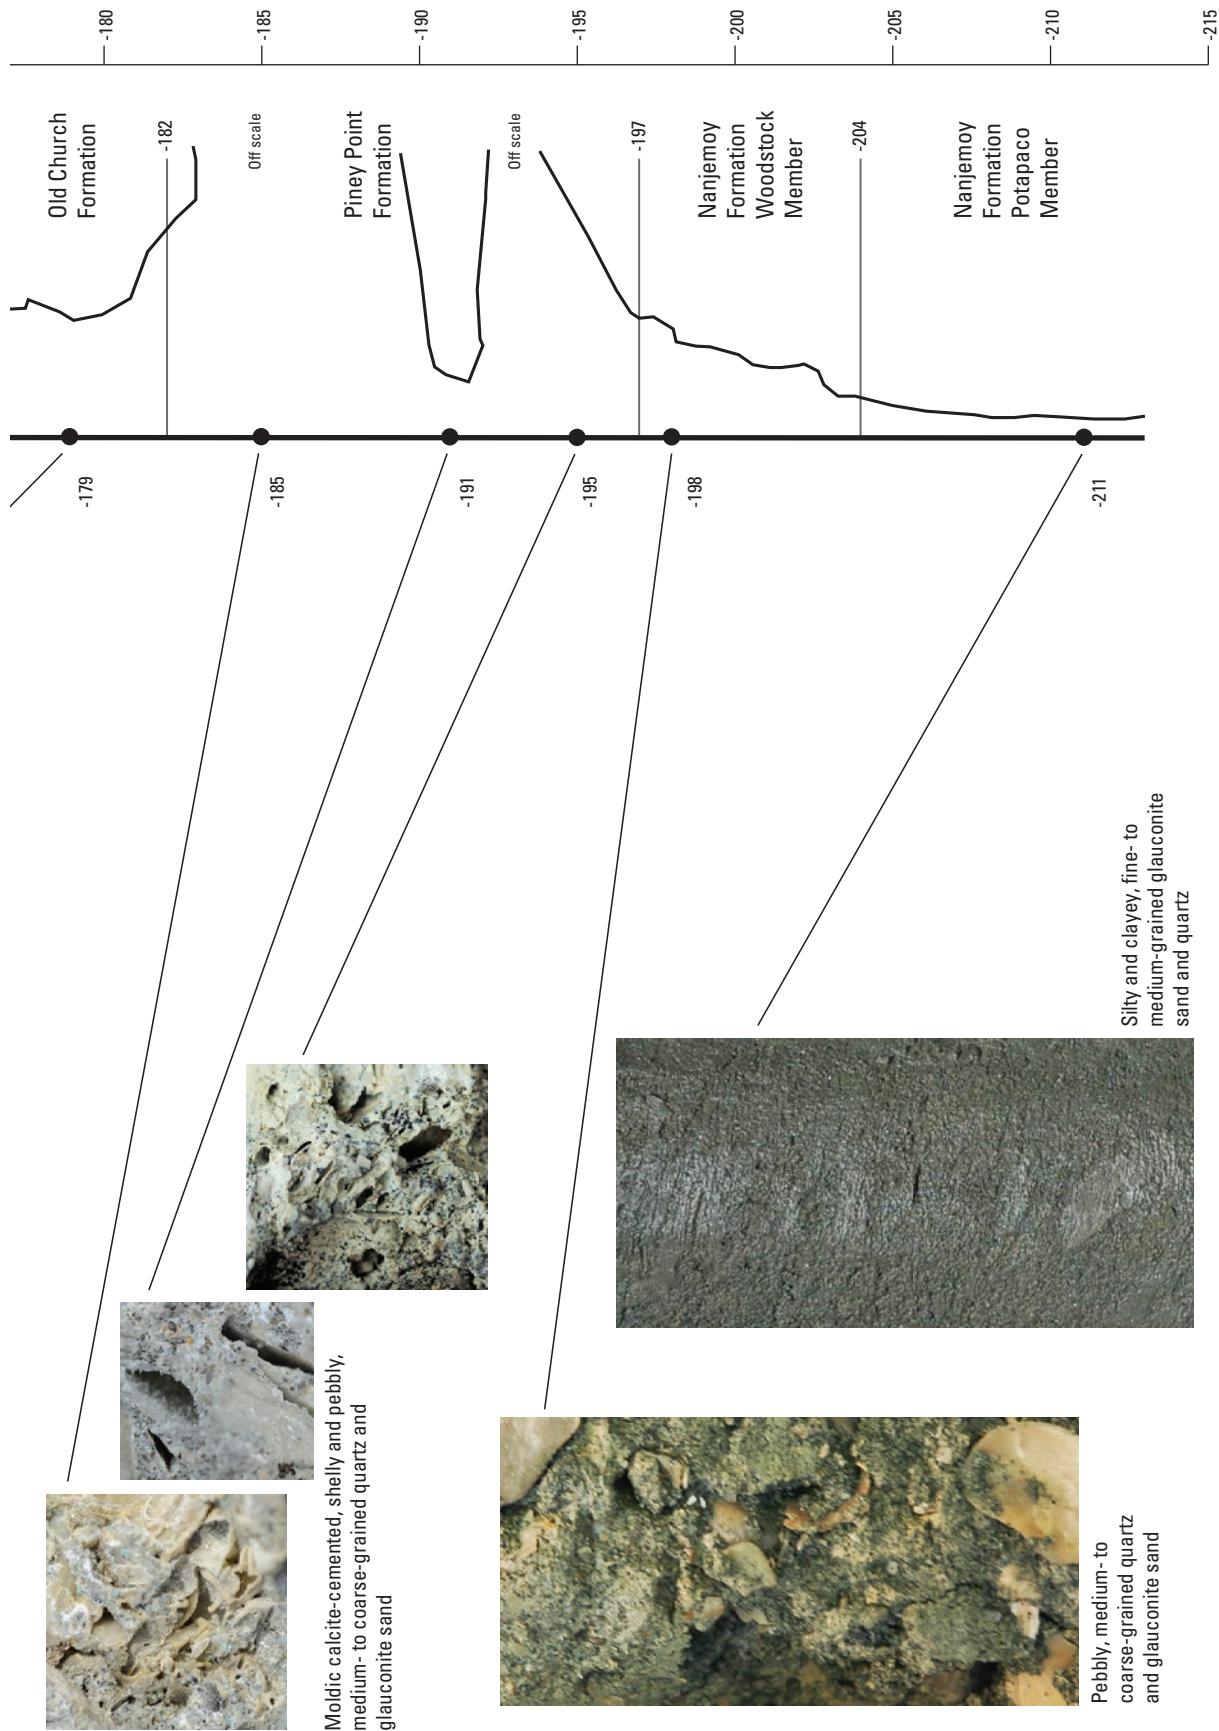 -180
-185
-190
-195
-200
-205
-210
-215
Old Church
Formation
-182
Off scale
Piney Point
Formation
Off scale
-197
Nanjemoy
Formation
Woodstock
Member
-204
Nanjemoy
Formation
Potapaco
Member
-179
-185
-191
-195
-198
-211
Moldic calcite-cemented, shelly and pebbly,
medium- to coarse-grained quartz and
glauconite sand
Pebbly, medium- to
coarse-grained quartz
and glauconite sand
Silty and clayey, fine- to
medium-grained glauconite
sand and quartz